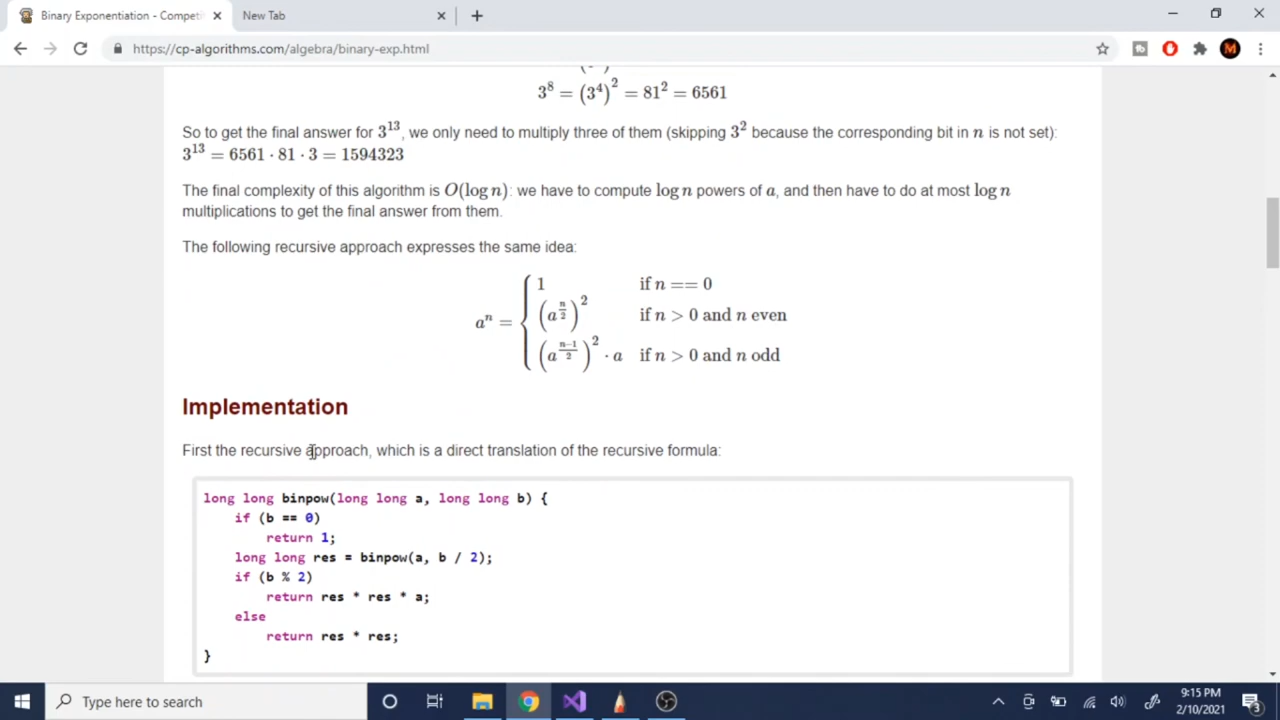 Binary Exponentiation - Competi
New Tab
https://cp-algorithms.com/algebra/binary-exp.html
M
3^8 = (3^4)^2 = 81^2 = 6561
So to get the final answer for 3^13, we only need to multiply three of them (skipping 3^2 because the corresponding bit in n is not set):
3^13 = 6561 · 81 · 3 = 1594323
The final complexity of this algorithm is O(log n): we have to compute log n powers of a, and then have to do at most log n
multiplications to get the final answer from them.
The following recursive approach expresses the same idea:
1 if n == 0
a^n = { (a^(n/2))^2 if n > 0 and n even
(a^((n−1)/2))^2 · a if n > 0 and n odd
Implementation
First the recursive approach, which is a direct translation of the recursive formula:
long long binpow(long long a, long long b) {
    if (b == 0)
        return 1;
    long long res = binpow(a, b / 2);
    if (b % 2)
        return res * res * a;
    else
        return res * res;
}
Type here to search
9:15 PM
2/10/2021
3